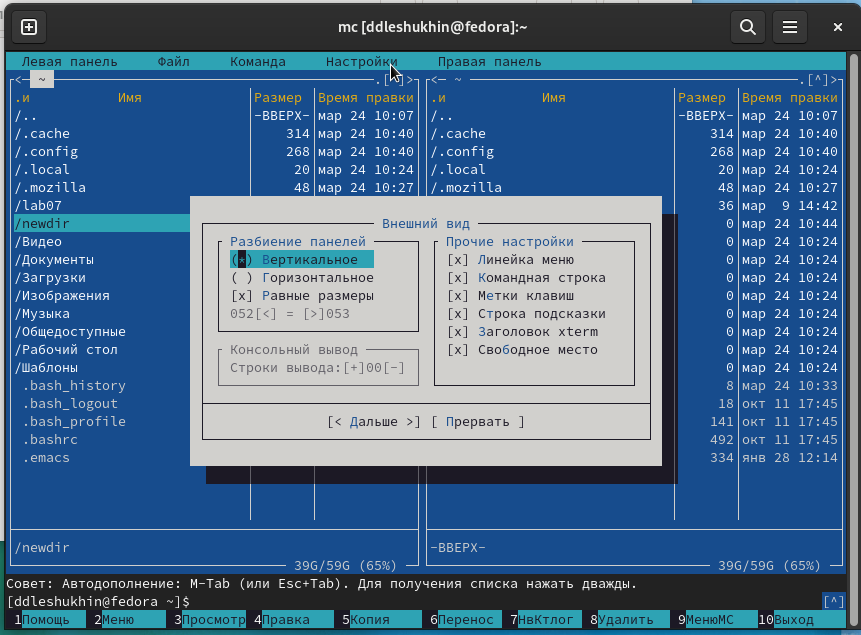 mc [ddleshukhin@fedora]:~
Левая панель Файл Команда Настройки Правая панель
<─ ~ .[^]> <─ ~ .[^]>
.и Имя Размер Время правки .и Имя Размер Время правки
/.. -ВВЕРХ- мар 24 10:07 /.. -ВВЕРХ- мар 24 10:07
/.cache 314 мар 24 10:40 /.cache 314 мар 24 10:40
/.config 268 мар 24 10:40 /.config 268 мар 24 10:40
/.local 20 мар 24 10:24 /.local 20 мар 24 10:24
/.mozilla 48 мар 24 10:27 /.mozilla 48 мар 24 10:27
/lab07 36 мар 9 14:42
/newdir Внешний вид 0 мар 24 10:44
/Видео Разбиение панелей Прочие настройки 0 мар 24 10:24
/Документы (*) Вертикальное [x] Линейка меню 0 мар 24 10:24
/Загрузки ( ) Горизонтальное [x] Командная строка 0 мар 24 10:24
/Изображения [x] Равные размеры [x] Метки клавиш 0 мар 24 10:24
/Музыка 052[<] = [>]053 [x] Строка подсказки 0 мар 24 10:24
/Общедоступные [x] Заголовок xterm 0 мар 24 10:24
/Рабочий стол Консольный вывод [x] Свободное место 0 мар 24 10:24
/Шаблоны Строки вывода:[+]00[-] 0 мар 24 10:24
.bash_history 8 мар 24 10:33
.bash_logout 18 окт 11 17:45
.bash_profile [< Дальше >] [ Прервать ] 141 окт 11 17:45
.bashrc 492 окт 11 17:45
.emacs 334 янв 28 12:14
/newdir -ВВЕРХ-
39G/59G (65%) 39G/59G (65%)
Совет: Автодополнение: M-Tab (или Esc+Tab). Для получения списка нажать дважды.
[ddleshukhin@fedora ~]$ [^]
1Помощь 2Меню 3Просмотр 4Правка 5Копия 6Перенос 7НвКтлог 8Удалить 9МенюМС 10Выход